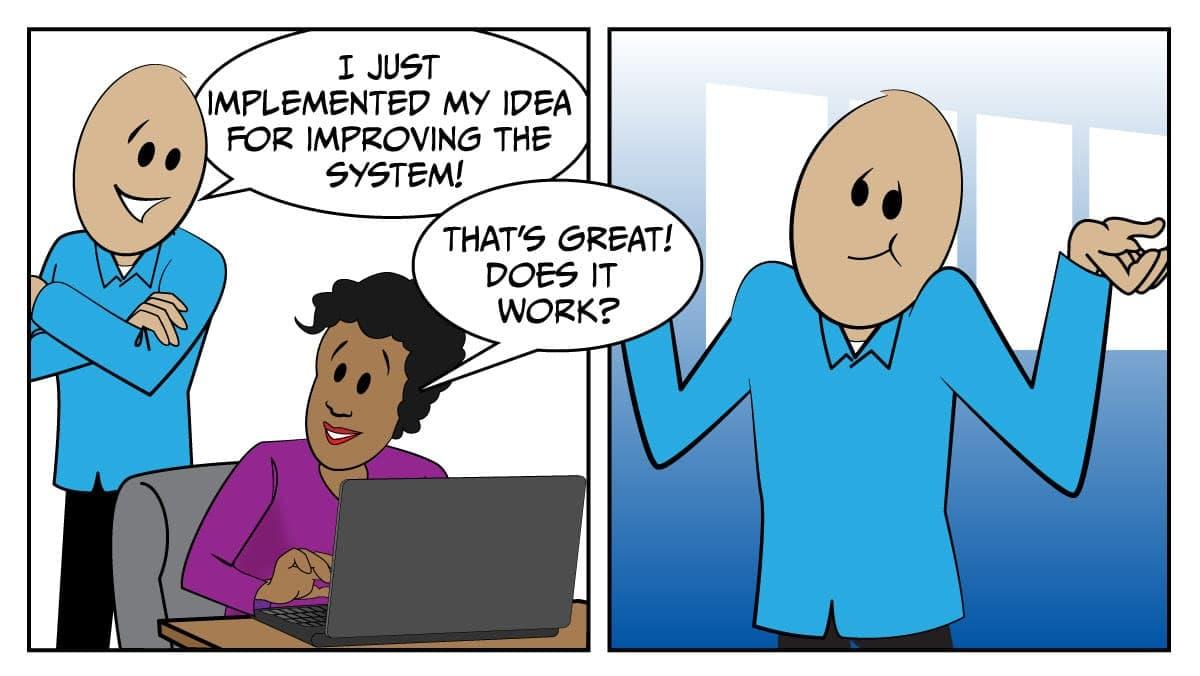 I JUST
IMPLEMENTED MY IDEA
FOR IMPROVING THE
SYSTEM!
THAT'S GREAT!
DOES IT
WORK?